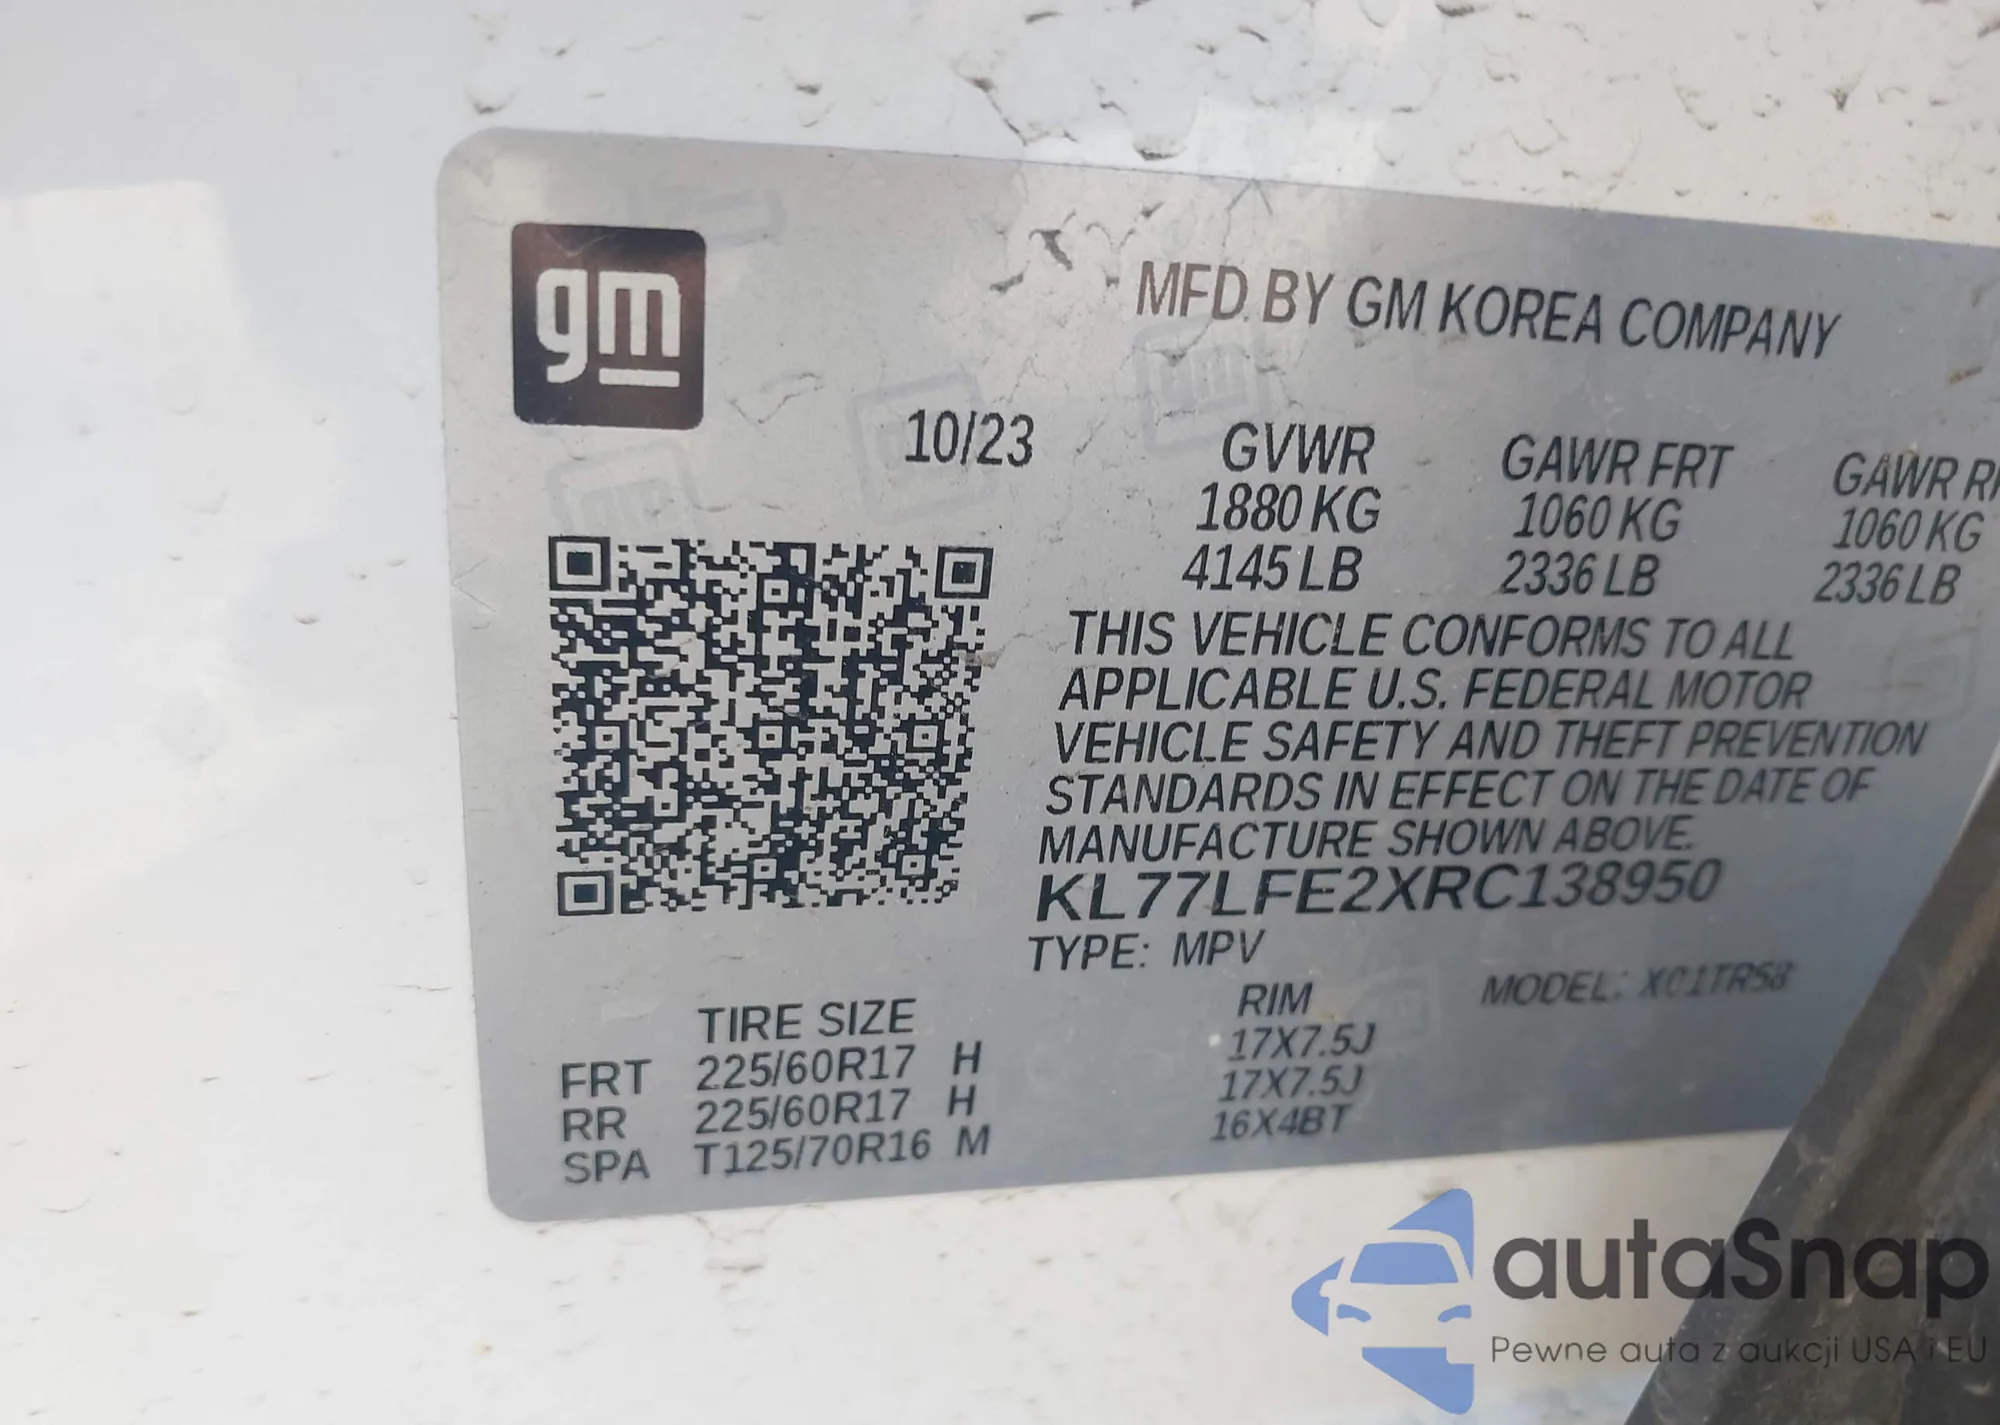 gm
MFD BY GM KOREA COMPANY
10/23
GVWR GAWR FRT GAWR
1880 KG 1060 KG 1060 KG
4145 LB 2336 LB 2336 LB
THIS VEHICLE CONFORMS TO ALL
APPLICABLE U.S. FEDERAL MOTOR
VEHICLE SAFETY AND THEFT PREVENTION
STANDARDS IN EFFECT ON THE DATE OF
MANUFACTURE SHOWN ABOVE.
KL77LFE2XRC138950
TYPE: MPV MODEL: X01TR58
TIRE SIZE RIM
FRT 225/60R17 H 17X7.5J
RR 225/60R17 H 17X7.5J
SPA T125/70R16 M 16X4BT
autaSnap
Pewne auta z aukcji USA i EU